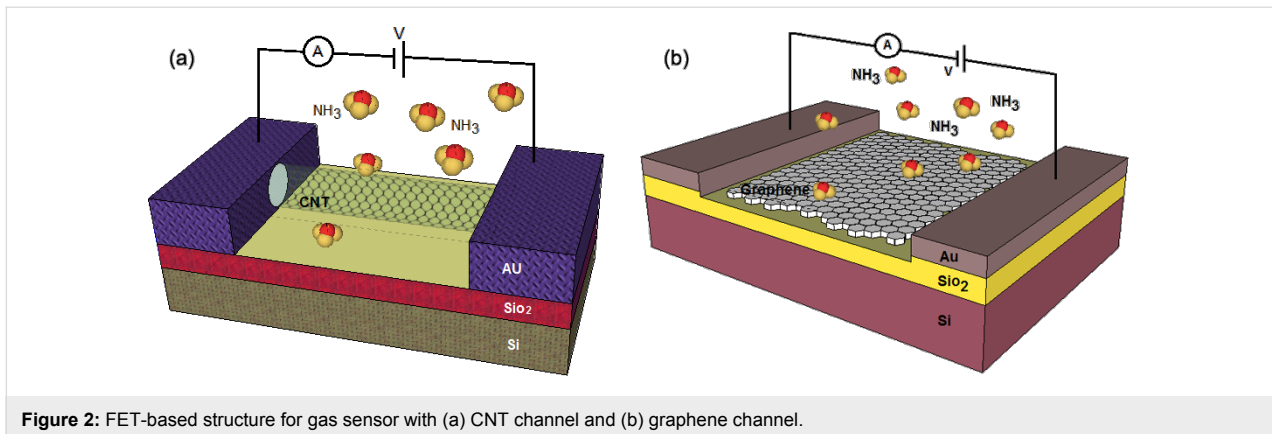 (a)
A
V
NH3
NH3
CNT
AU
Sio2
Si
(b)
A
V
NH3
NH3
NH3
Graphene
Au
Sio2
Si
Figure 2: FET-based structure for gas sensor with (a) CNT channel and (b) graphene channel.